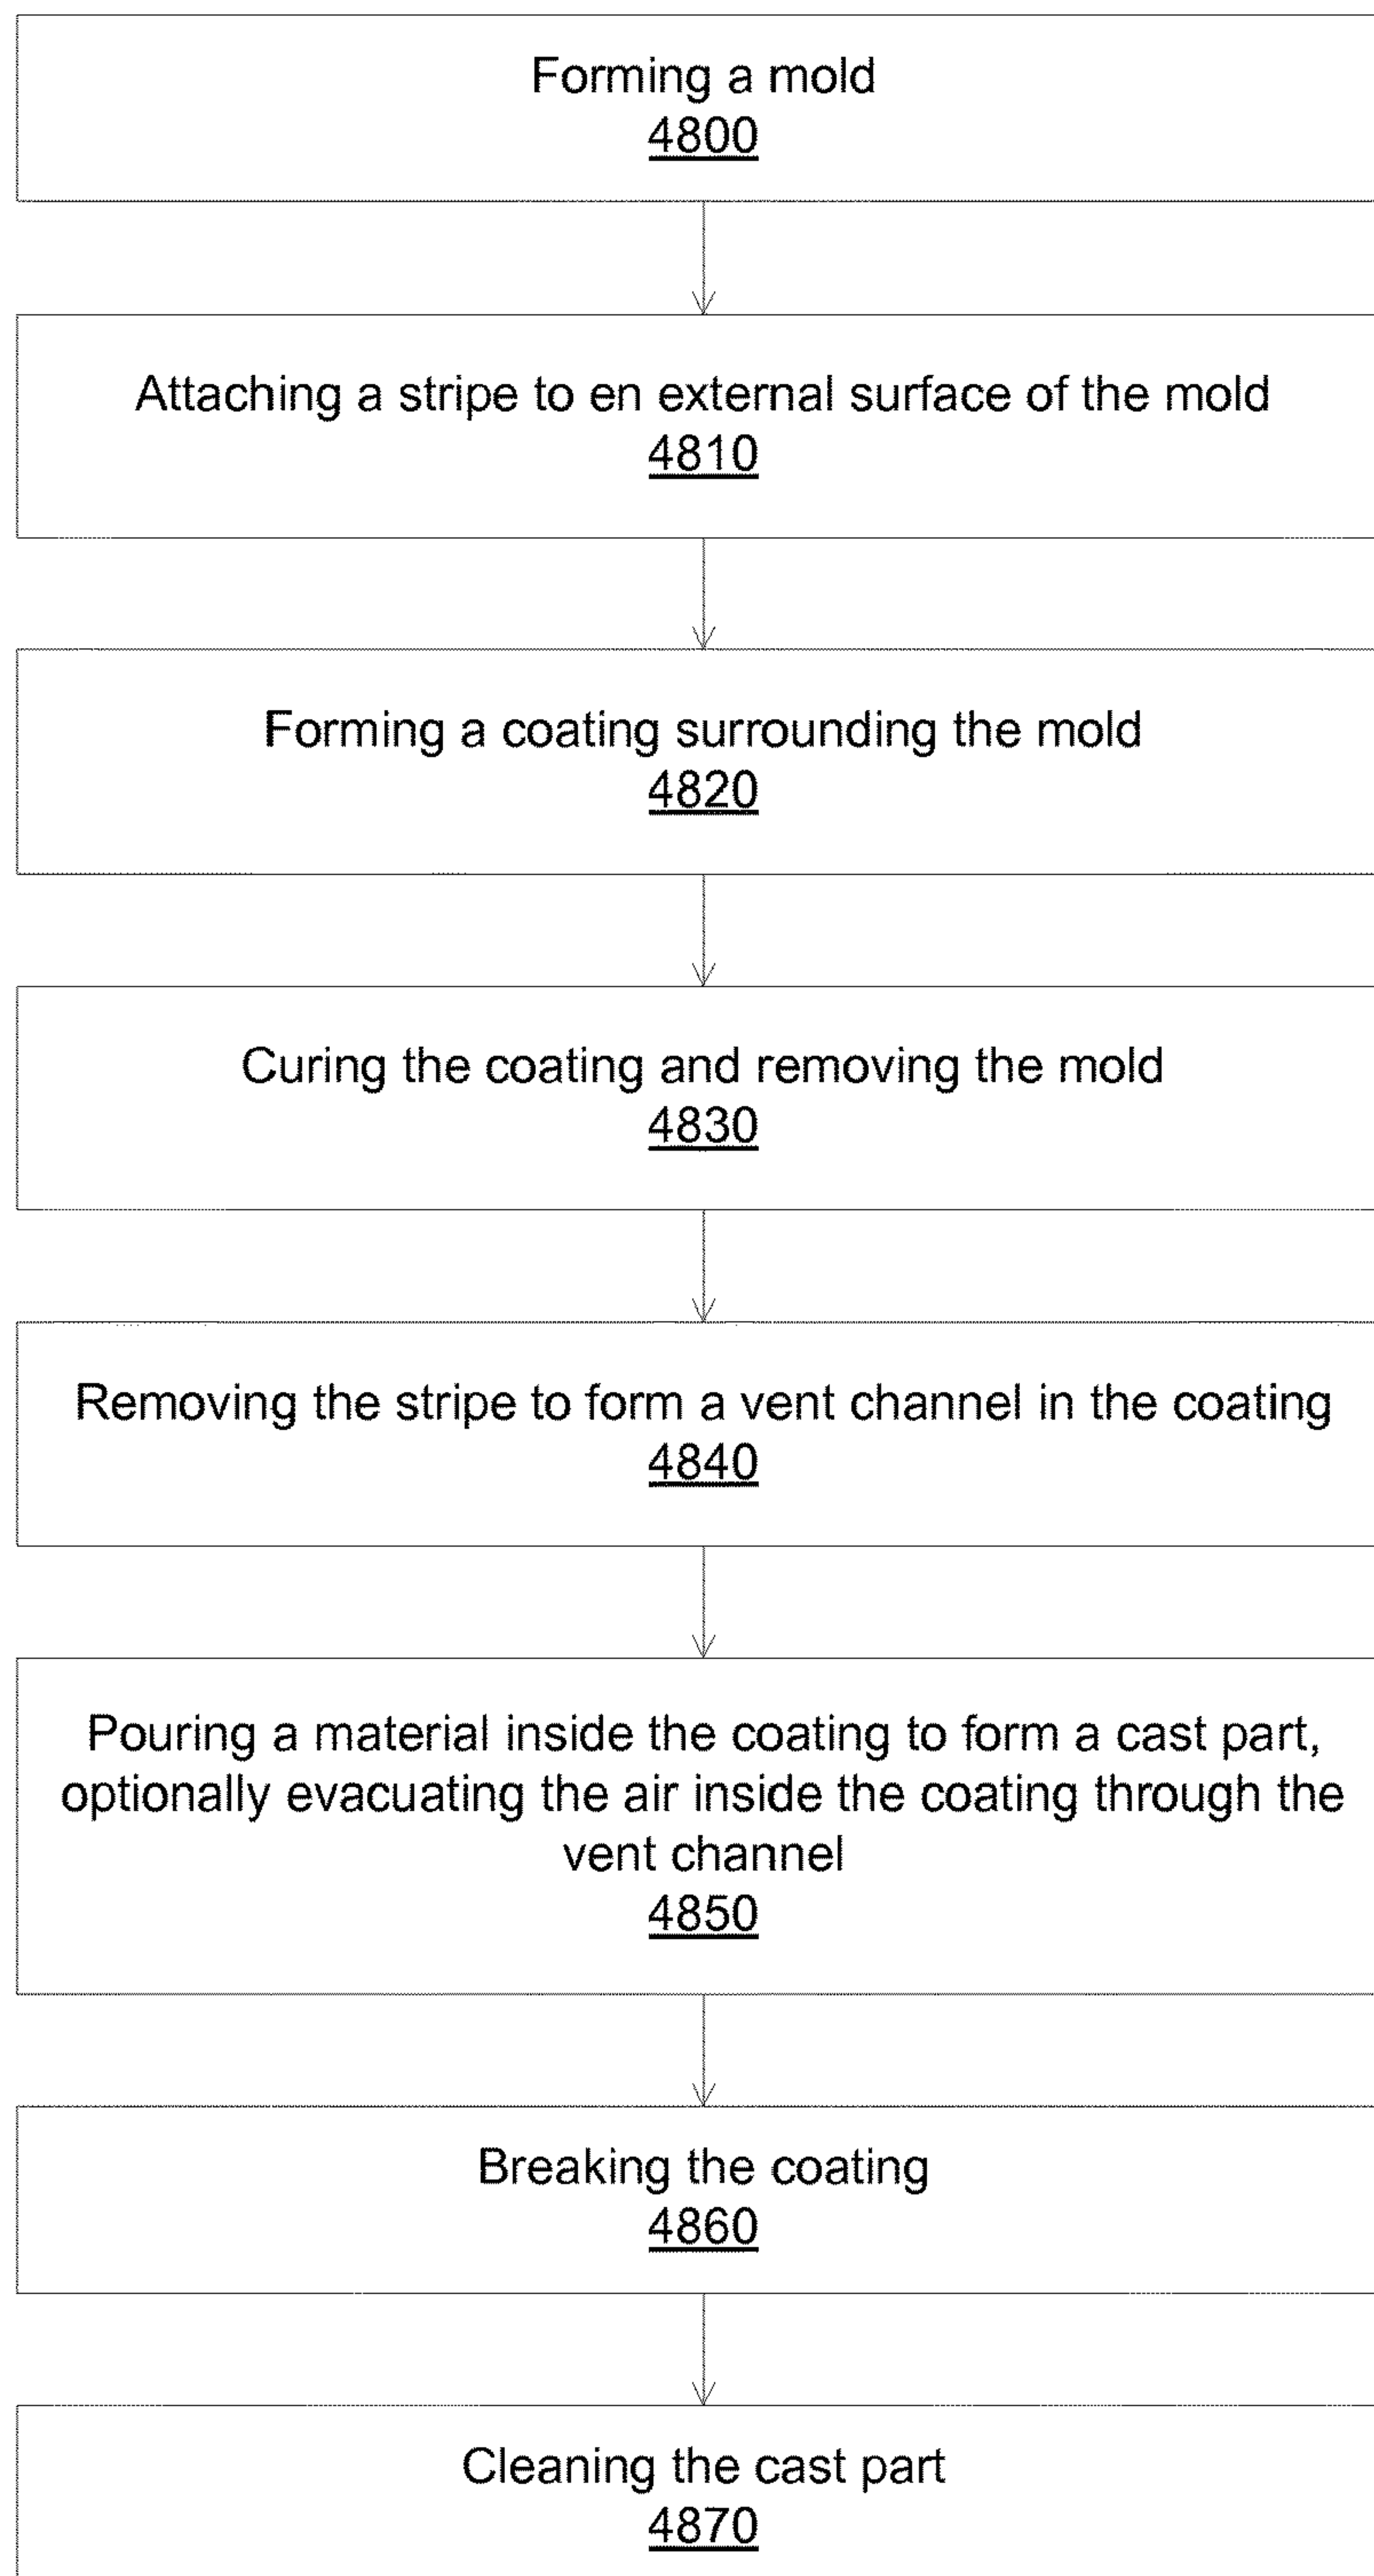 Forming a mold
4800
Attaching a stripe to en external surface of the mold
4810
Forming a coating surrounding the mold
4820
Curing the coating and removing the mold
4830
Removing the stripe to form a vent channel in the coating
4840
Pouring a material inside the coating to form a cast part,
optionally evacuating the air inside the coating through the
vent channel
4850
Breaking the coating
4860
Cleaning the cast part
4870